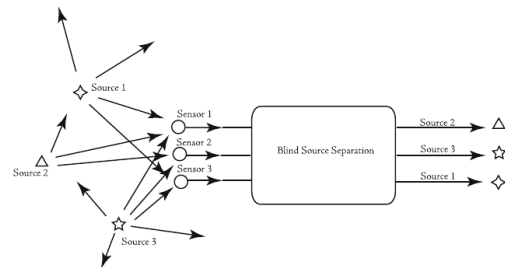 Source 1
Sensor 1
Source 2
Sensor 2
Blind Source Separation
Source 3
Source 2
Sensor 3
Source 1
Source 3